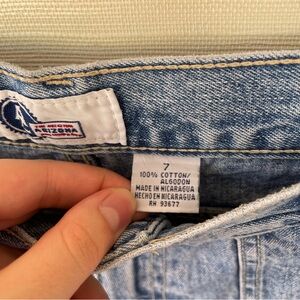 ARIZONA
7
100% COTTON/
ALGODON
MADE IN NICARAGUA
HECHO EN NICARAGUA
RN 93677